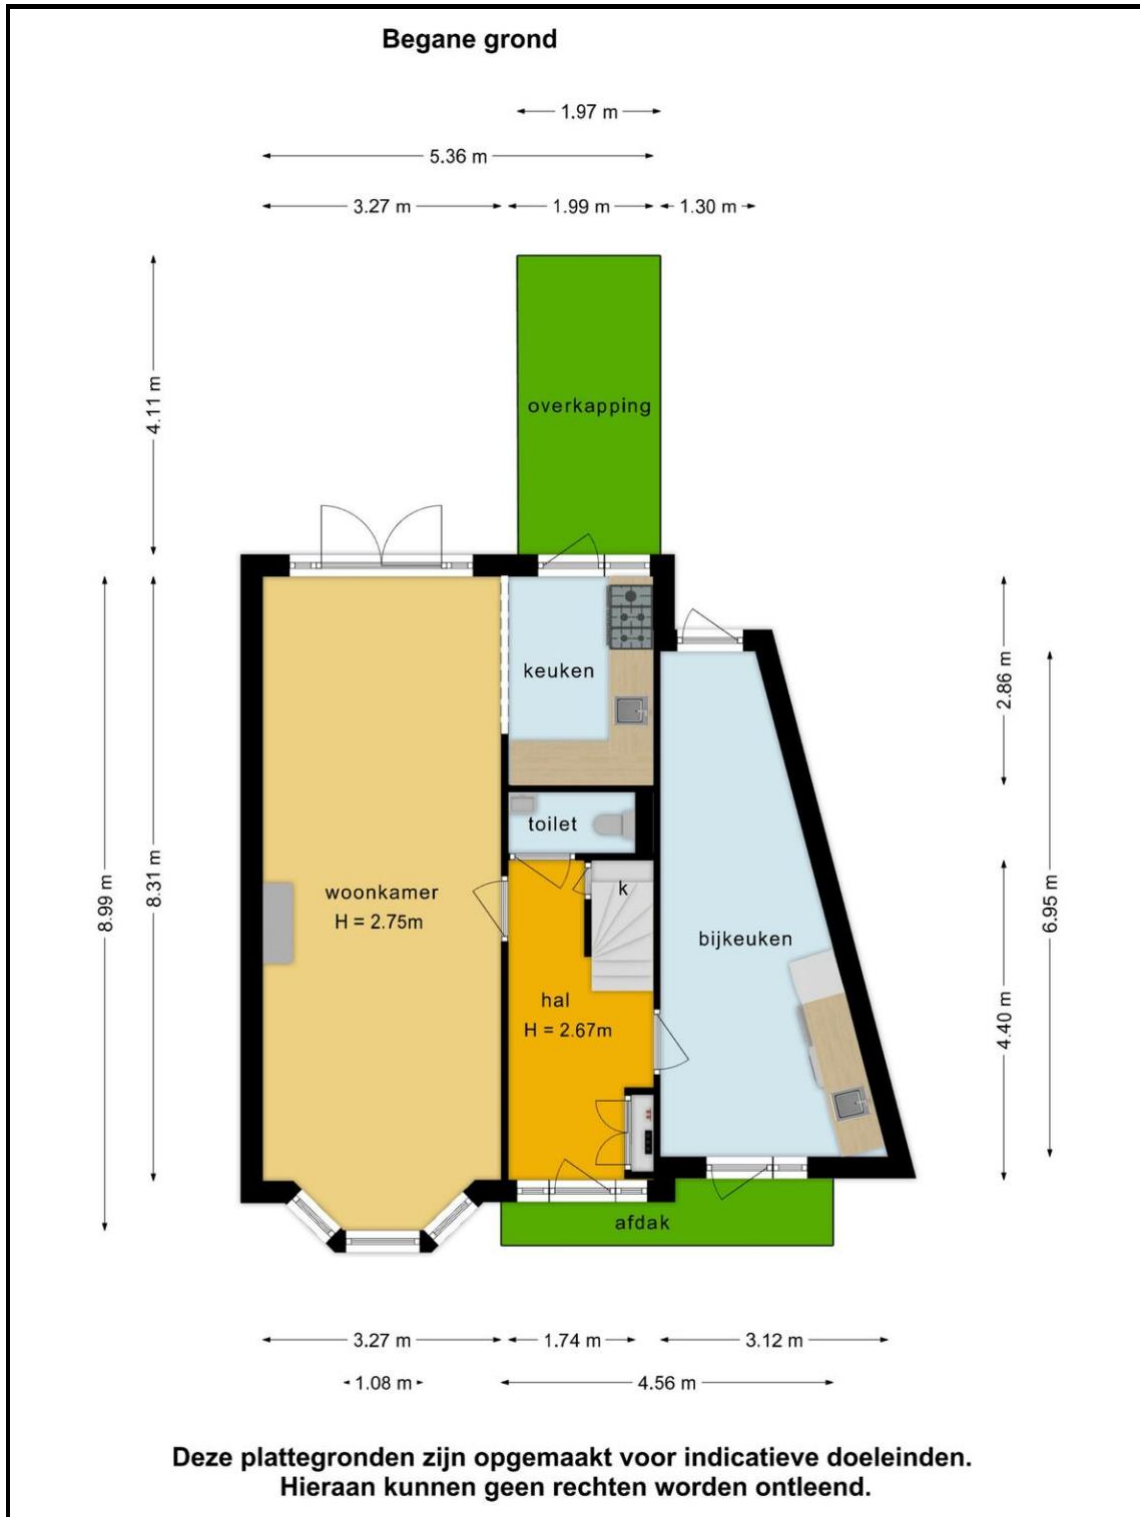 Begane grond
1.97 m
5.36 m
3.27 m
1.99 m
1.30 m
4.11 m
overkapping
keuken
2.86 m
toilet
woonkamer
H = 2.75m
k
8.99 m
8.31 m
bijkeuken
6.95 m
hal
H = 2.67m
4.40 m
afdak
3.27 m
1.74 m
3.12 m
1.08 m
4.56 m
Deze plattegronden zijn opgemaakt voor indicatieve doeleinden.
Hieraan kunnen geen rechten worden ontleend.